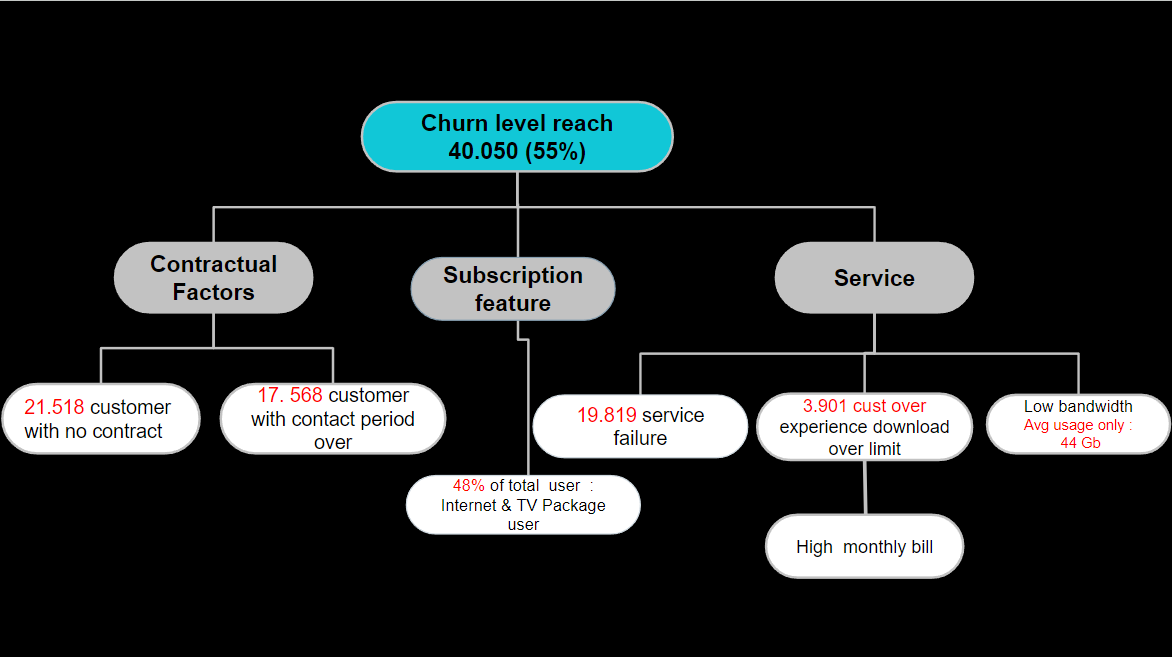 Churn level reach
40.050 (55%)
Contractual
Factors
Subscription
feature
Service
21.518 customer
with no contract
17. 568 customer
with contact period
over
48% of total  user  :
Internet & TV Package
user
19.819 service
failure
3.901 cust over
experience download
over limit
Low bandwidth
Avg usage only :
44 Gb
High  monthly bill